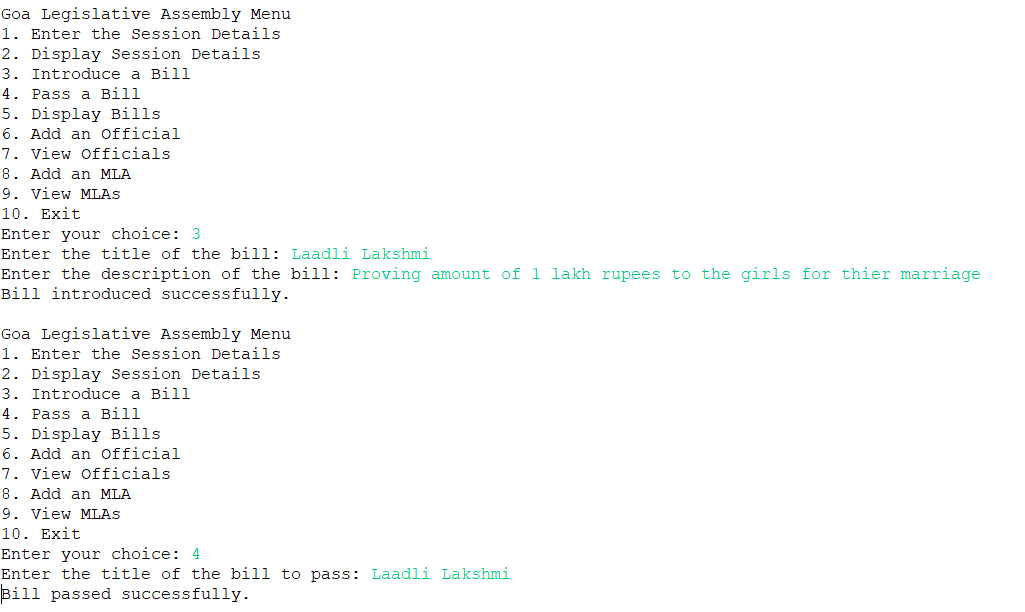 Goa Legislative Assembly Menu
1. Enter the Session Details
2. Display Session Details
3. Introduce a Bill
4. Pass a Bill
5. Display Bills
6. Add an Official
7. View Officials
8. Add an MLA
9. View MLAs
10. Exit
Enter your choice: 3
Enter the title of the bill: Laadli Lakshmi
Enter the description of the bill: Proving amount of 1 lakh rupees to the girls for thier marriage
Bill introduced successfully.

Goa Legislative Assembly Menu
1. Enter the Session Details
2. Display Session Details
3. Introduce a Bill
4. Pass a Bill
5. Display Bills
6. Add an Official
7. View Officials
8. Add an MLA
9. View MLAs
10. Exit
Enter your choice: 4
Enter the title of the bill to pass: Laadli Lakshmi
Bill passed successfully.